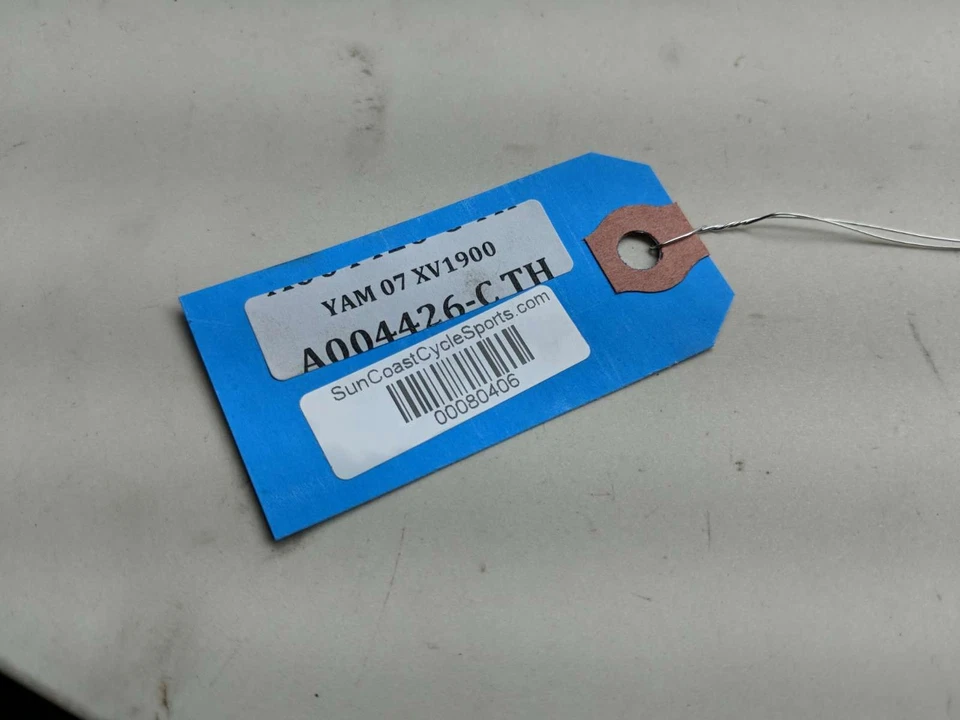 YAM 07 XV1900
A004426-C TH
SunCoastCycleSports.com
00080406